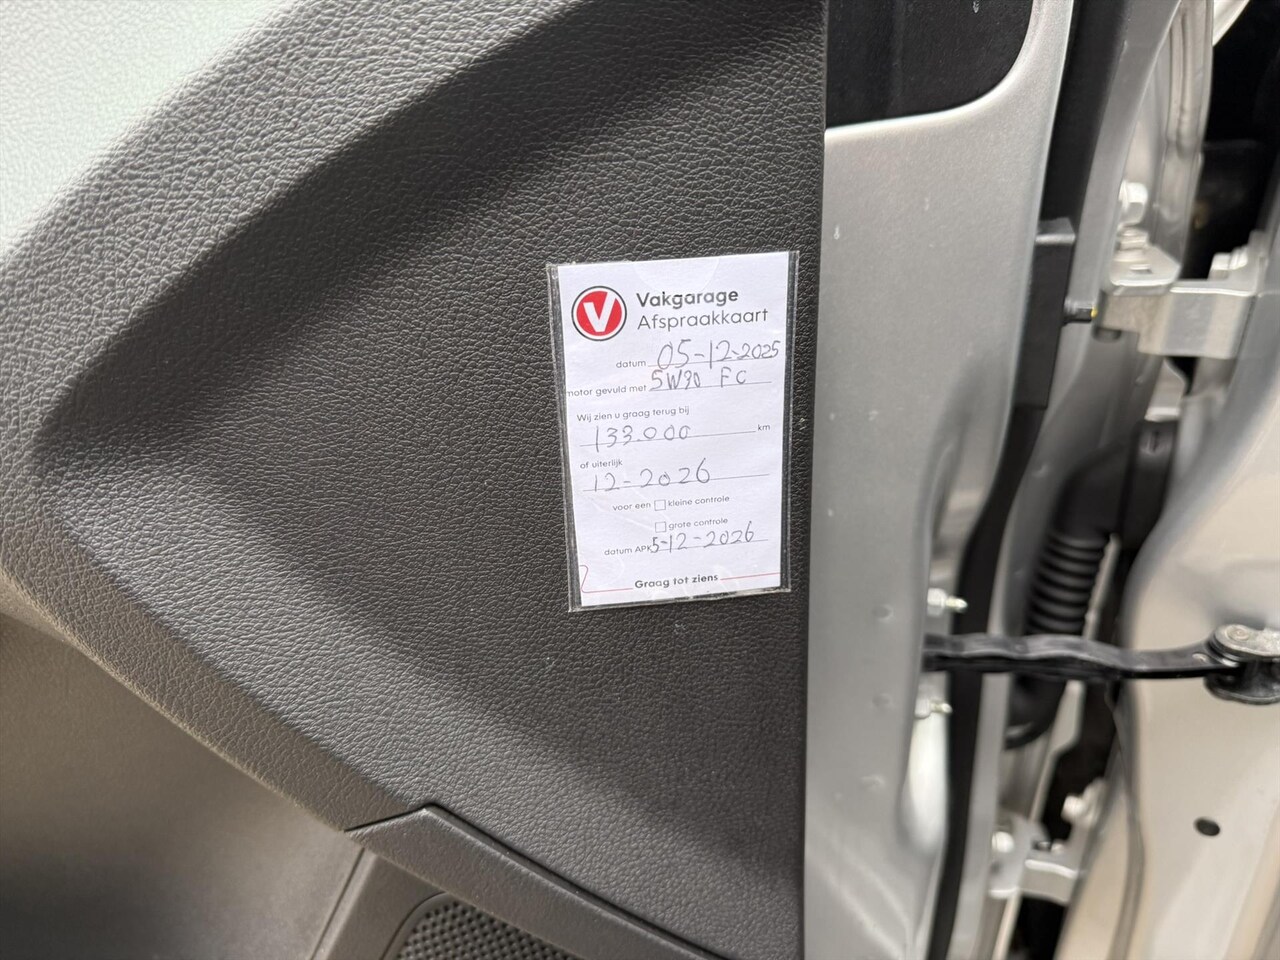 V Vakgarage
Afspraakkaart
datum 05-12-2025
motor gevuld met 5W30 FC
Wij zien u graag terug bij
133.000 km
of uiterlijk
12-2026
voor een kleine controle
grote controle
datum APK 5-12-2026
Graag tot ziens